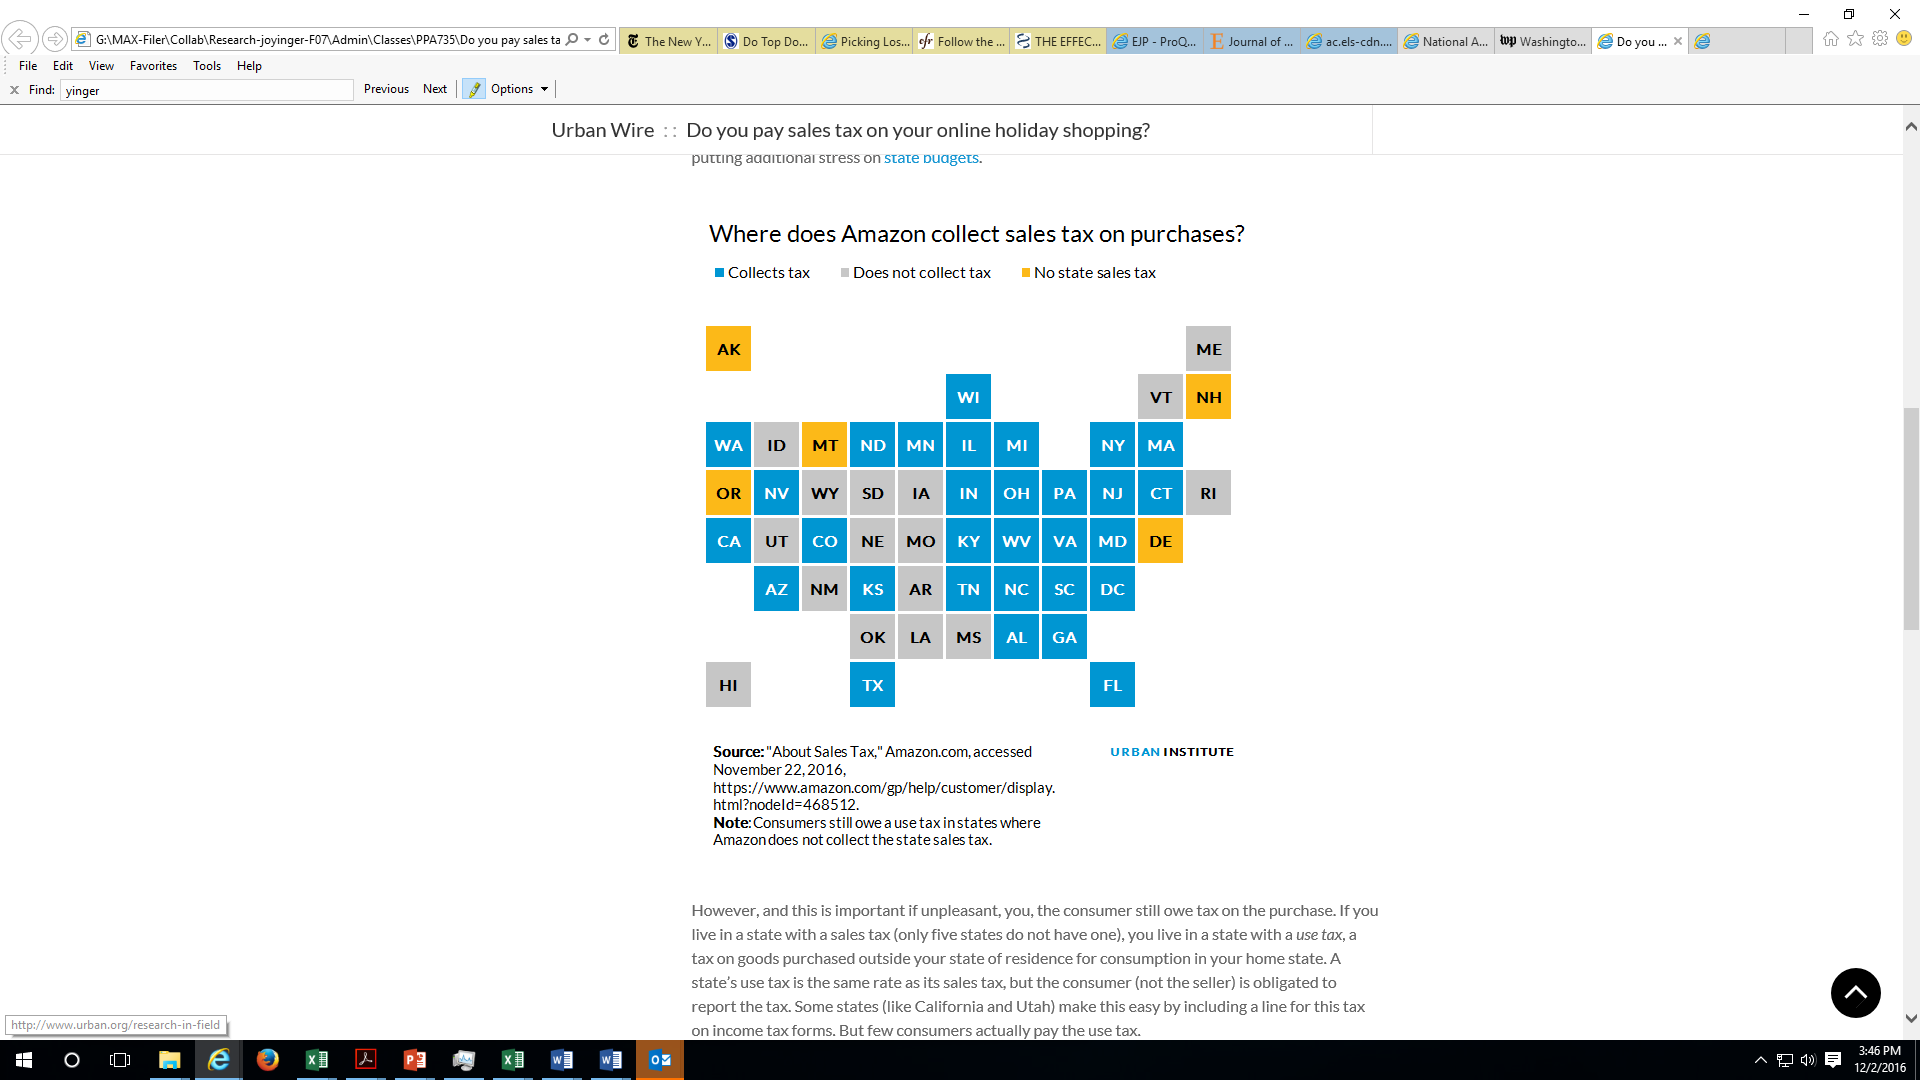 G:\MAX-Filer\Collab\Research-joyinger-F07\Admin\Classes\PPA735\Do you pay sales ta
The New Y...
Do Top Do...
Picking Los...
Follow the ...
THE EFFEC...
EJP - ProQ...
Journal of ...
ac.els-cdn....
National A...
Washingto...
Do you ...
File Edit View Favorites Tools Help
x Find: yinger Previous Next Options
Urban Wire :: Do you pay sales tax on your online holiday shopping?
putting additional stress on state budgets.
Where does Amazon collect sales tax on purchases?
Collects tax Does not collect tax No state sales tax
AK ME
WI VT NH
WA ID MT ND MN IL MI NY MA
OR NV WY SD IA IN OH PA NJ CT RI
CA UT CO NE MO KY WV VA MD DE
AZ NM KS AR TN NC SC DC
OK LA MS AL GA
HI TX FL
Source: "About Sales Tax," Amazon.com, accessed
November 22, 2016,
https://www.amazon.com/gp/help/customer/display.
html?nodeId=468512.
Note: Consumers still owe a use tax in states where
Amazon does not collect the state sales tax.
URBAN INSTITUTE
However, and this is important if unpleasant, you, the consumer still owe tax on the purchase. If you
live in a state with a sales tax (only five states do not have one), you live in a state with a use tax, a
tax on goods purchased outside your state of residence for consumption in your home state. A
state's use tax is the same rate as its sales tax, but the consumer (not the seller) is obligated to
report the tax. Some states (like California and Utah) make this easy by including a line for this tax
on income tax forms. But few consumers actually pay the use tax.
http://www.urban.org/research-in-field
3:46 PM
12/2/2016